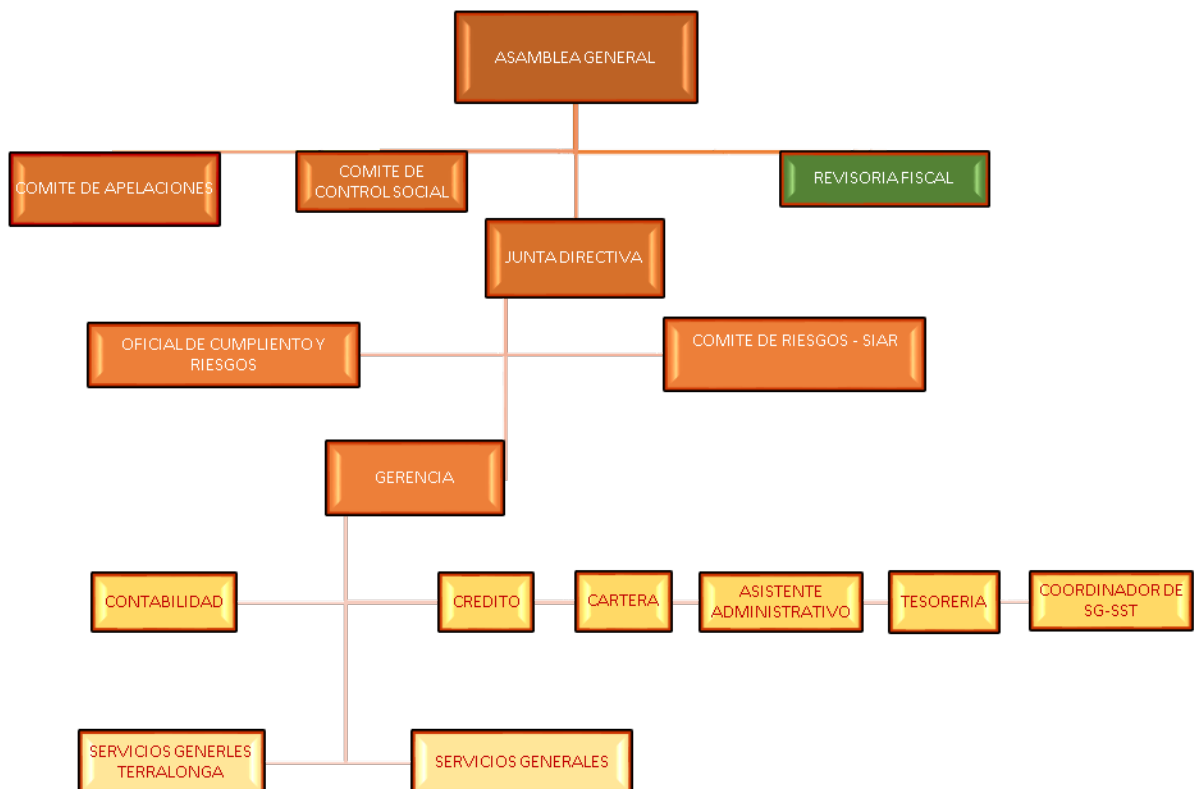 ASAMBLEA GENERAL
COMITE DE APELACIONES
COMITE DE
CONTROL SOCIAL
REVISORIA FISCAL
JUNTA DIRECTIVA
OFICIAL DE CUMPLIENTO Y
RIESGOS
COMITE DE RIESGOS - SIAR
GERENCIA
CONTABILIDAD
CREDITO
CARTERA
ASISTENTE
ADMINISTRATIVO
TESORERIA
COORDINADOR DE
SG-SST
SERVICIOS GENERLES
TERRALONGA
SERVICIOS GENERALES